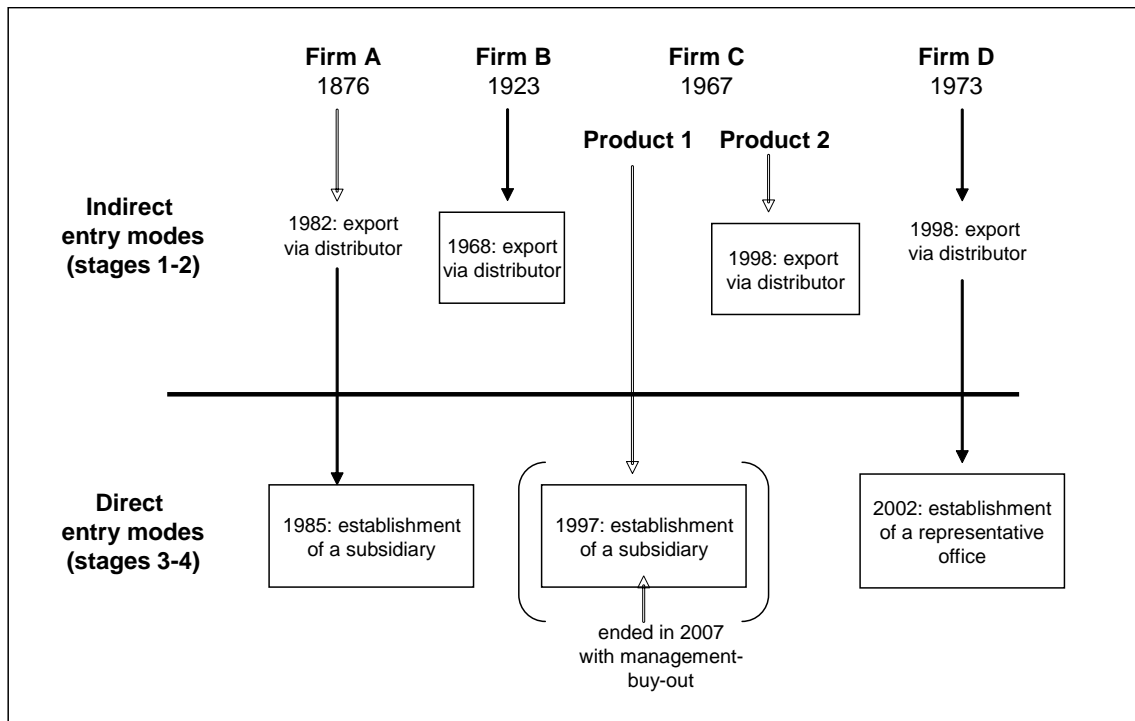 Firm A
1876
Firm B
1923
Firm C
1967
Firm D
1973
Product 1
Product 2
Indirect
entry modes
(stages 1-2)
1982: export
via distributor
1968: export
via distributor
1998: export
via distributor
1998: export
via distributor
Direct
entry modes
(stages 3-4)
1985: establishment
of a subsidiary
1997: establishment
of a subsidiary
2002: establishment
of a representative
office
ended in 2007
with management-
buy-out